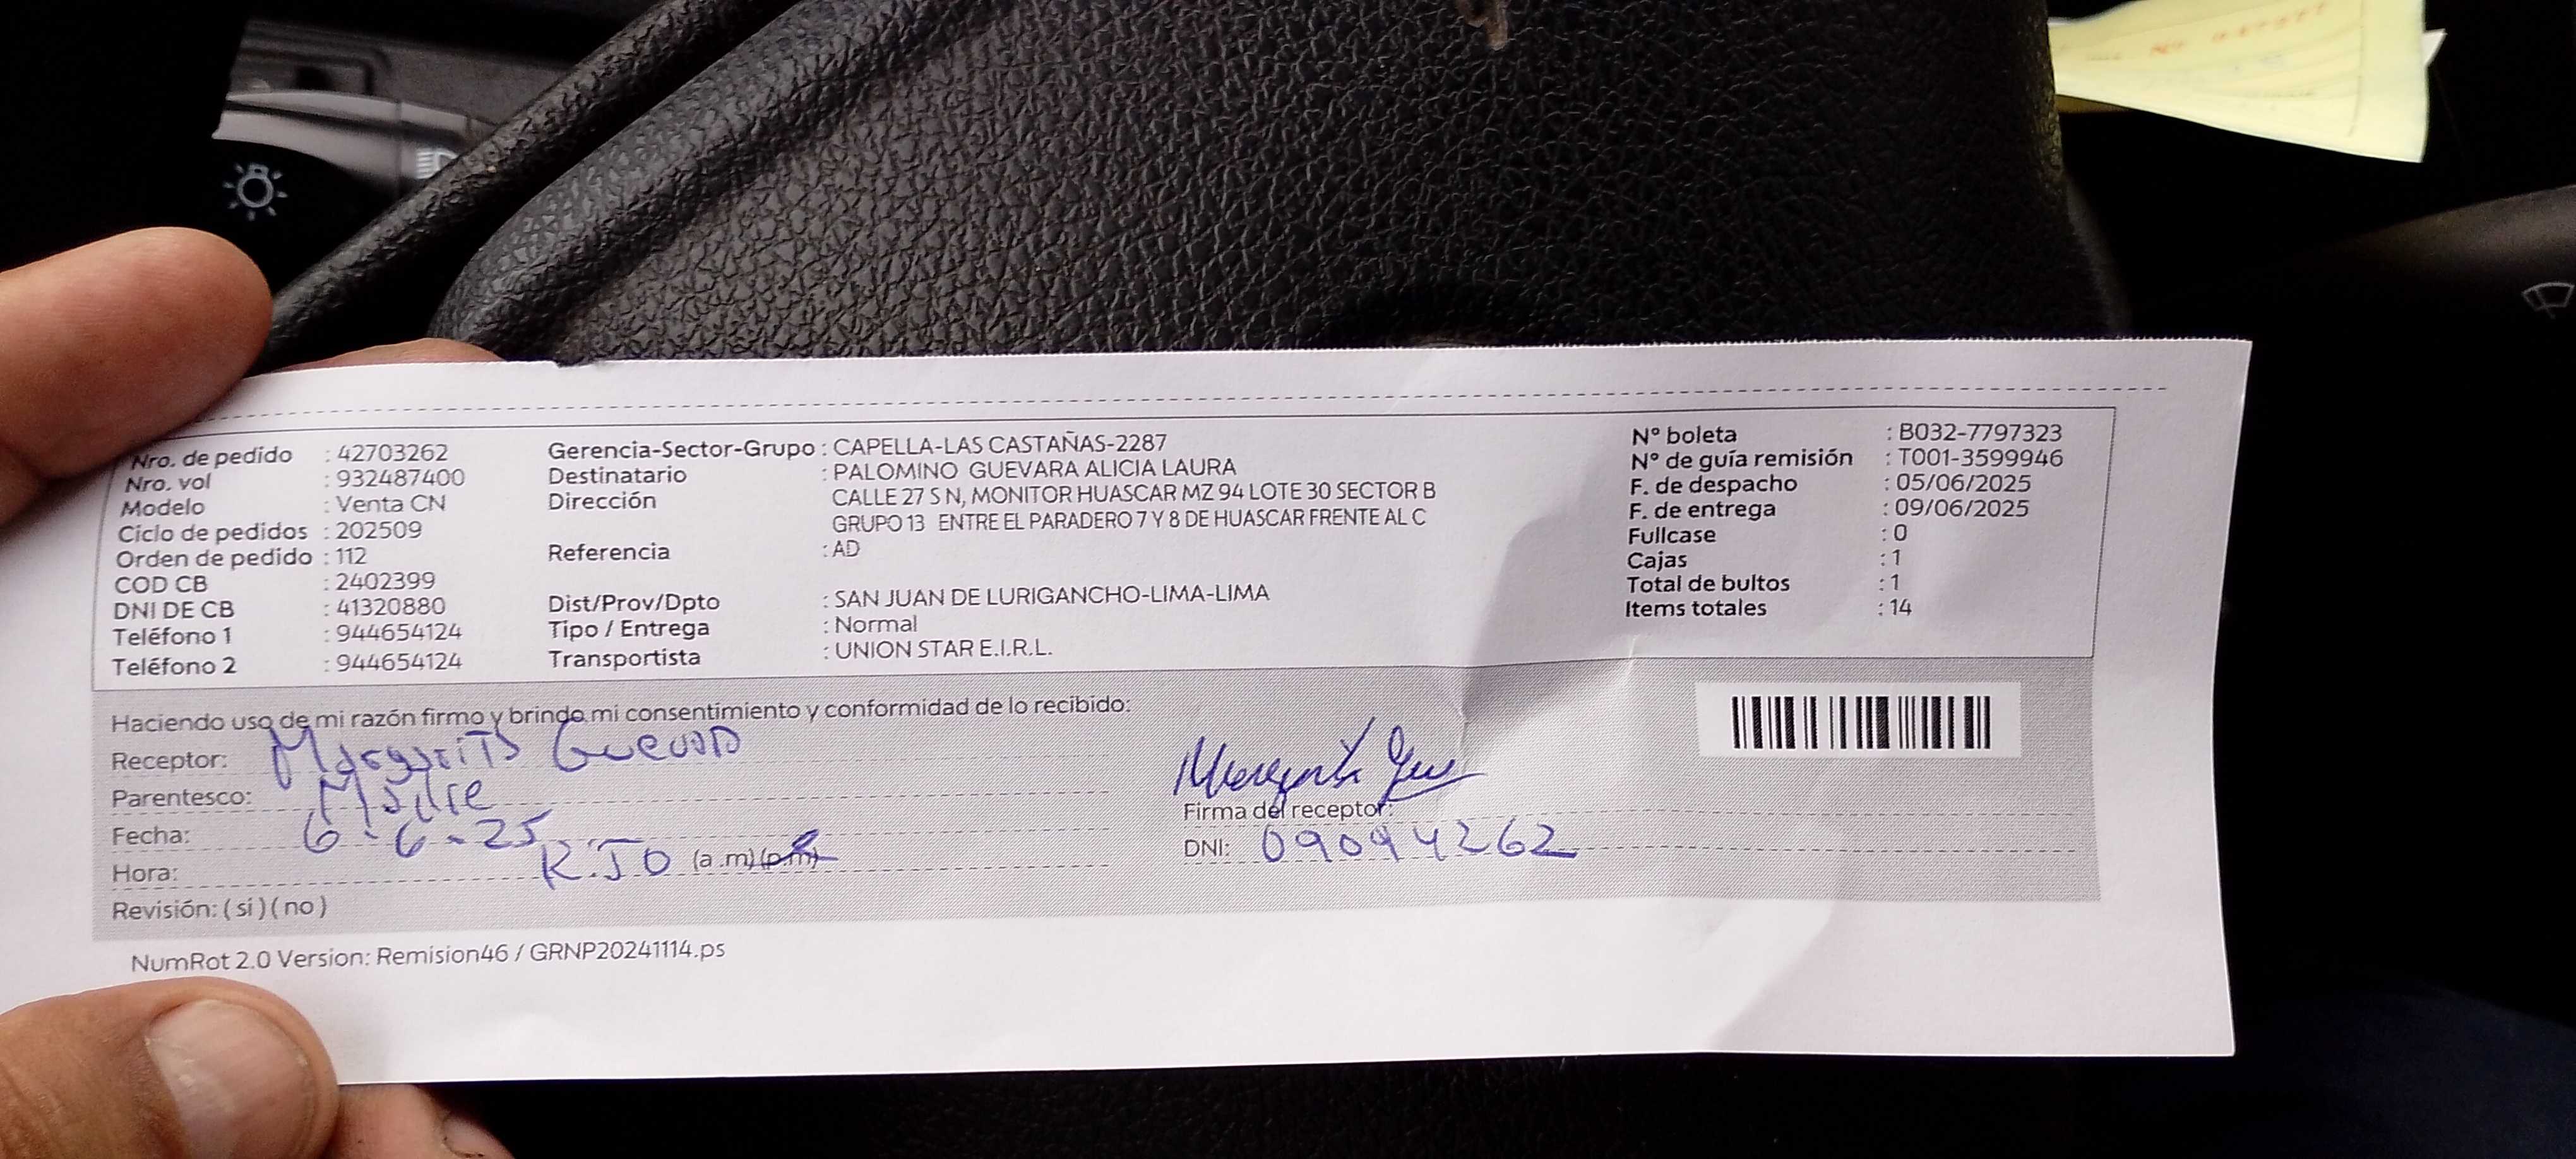 Nro. de pedido : 42703262
Nro. vol : 932487400
Modelo : Venta CN
Ciclo de pedidos : 202509
Orden de pedido : 112
COD CB : 2402399
DNI DE CB : 41320880
Teléfono 1 : 944654124
Teléfono 2 : 944654124
Gerencia-Sector-Grupo : CAPELLA-LAS CASTAÑAS-2287
Destinatario : PALOMINO GUEVARA ALICIA LAURA
Dirección CALLE 27 S N, MONITOR HUASCAR MZ 94 LOTE 30 SECTOR B
GRUPO 13 ENTRE EL PARADERO 7 Y 8 DE HUASCAR FRENTE AL C
Referencia : AD
Dist/Prov/Dpto : SAN JUAN DE LURIGANCHO-LIMA-LIMA
Tipo / Entrega : Normal
Transportista : UNION STAR E.I.R.L.
N° boleta : B032-7797323
N° de guía remisión : T001-3599946
F. de despacho : 05/06/2025
F. de entrega : 09/06/2025
Fullcase : 0
Cajas : 1
Total de bultos : 1
Items totales : 14
Haciendo uso de mi razón firmo y brindo mi consentimiento y conformidad de lo recibido:
Receptor: Margarita Guevara
Parentesco: Madre
Fecha: 6-6-25
Hora: (a.m)(p.m)
Revisión: ( sí ) ( no )
Firma del receptor:
DNI: 09094262
NumRot 2.0 Version: Remision46 / GRNP20241114.ps